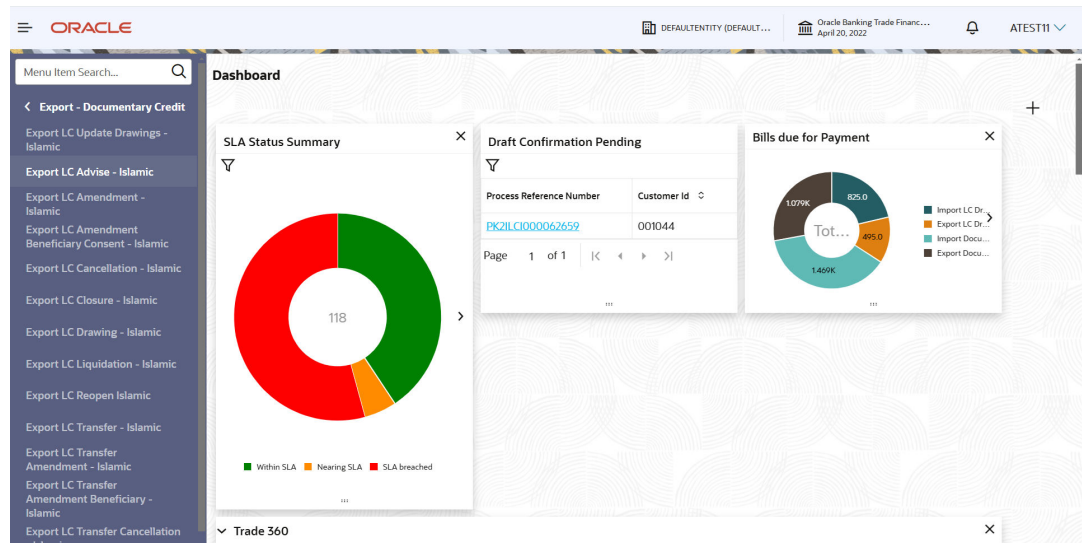 ORACLE
DEFAULTENTITY (DEFAULT...
Oracle Banking Trade Financ...
April 20, 2022
ATEST11
Menu Item Search...
Export - Documentary Credit
Export LC Update Drawings -
Islamic
Export LC Advise - Islamic
Export LC Amendment -
Islamic
Export LC Amendment
Beneficiary Consent - Islamic
Export LC Cancellation - Islamic
Export LC Closure - Islamic
Export LC Drawing - Islamic
Export LC Liquidation - Islamic
Export LC Reopen Islamic
Export LC Transfer - Islamic
Export LC Transfer
Amendment - Islamic
Export LC Transfer
Amendment Beneficiary -
Islamic
Export LC Transfer Cancellation
Dashboard
SLA Status Summary
118
Within SLA Nearing SLA SLA breached
Draft Confirmation Pending
Process Reference Number Customer Id
PK2ILCI000062659 001044
Page 1 of 1
Bills due for Payment
1.079K
825.0
Tot...
495.0
1.469K
Import LC Dr...
Export LC Dr...
Import Docu...
Export Docu...
Trade 360